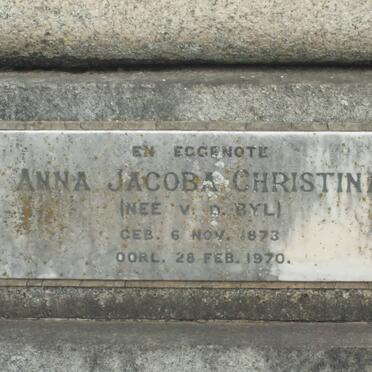 EN EGGENOTE
ANNA JACOBA CHRISTINA
(NEE V. D. BYL)
GEB. 6 NOV. 1873
OORL. 28 FEB. 1970.